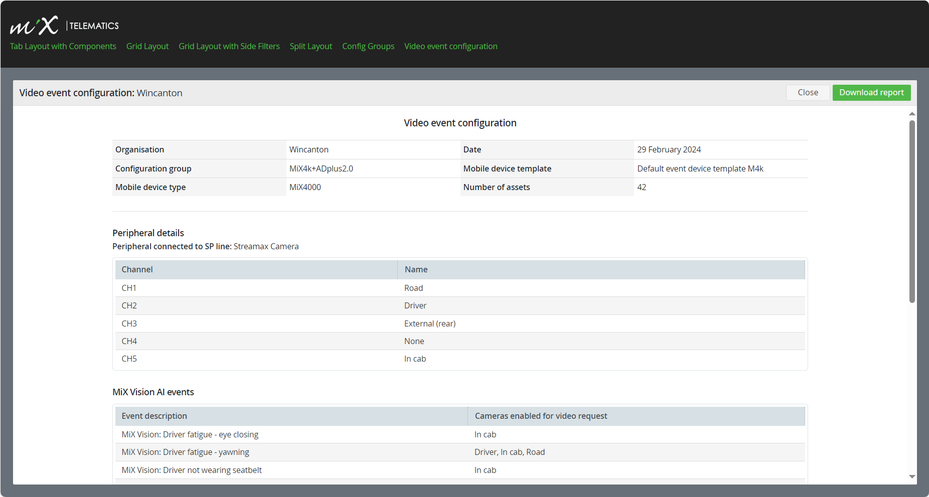 miX | TELEMATICS
Tab Layout with Components Grid Layout Grid Layout with Side Filters Split Layout Config Groups Video event configuration
Video event configuration: Wincanton Close Download report
Video event configuration
Organisation Wincanton Date 29 February 2024
Configuration group MiX4k+ADplus2.0 Mobile device template Default event device template M4k
Mobile device type MiX4000 Number of assets 42
Peripheral details
Peripheral connected to SP line: Streamax Camera
Channel Name
CH1 Road
CH2 Driver
CH3 External (rear)
CH4 None
CH5 In cab
MiX Vision AI events
Event description Cameras enabled for video request
MiX Vision: Driver fatigue - eye closing In cab
MiX Vision: Driver fatigue - yawning Driver, In cab, Road
MiX Vision: Driver not wearing seatbelt In cab